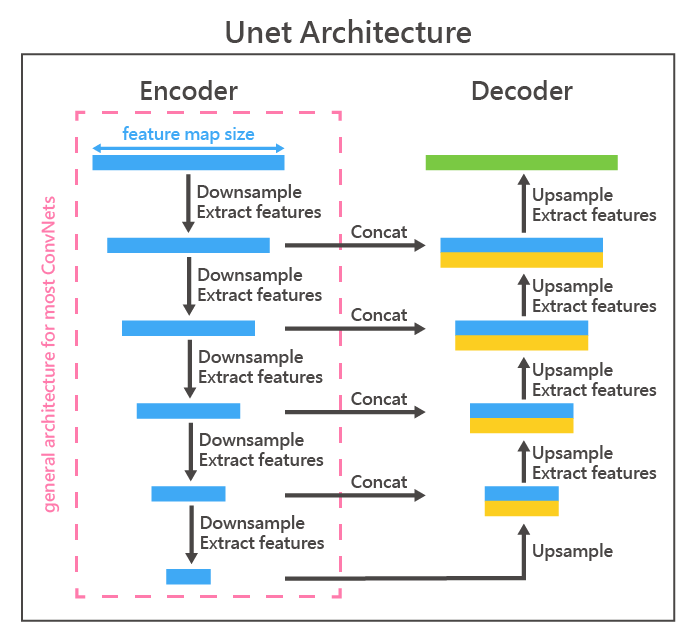 Unet Architecture
Encoder
Decoder
feature map size
general architecture for most ConvNets
Downsample
Extract features
Downsample
Extract features
Downsample
Extract features
Downsample
Extract features
Downsample
Extract features
Concat
Concat
Concat
Concat
Upsample
Extract features
Upsample
Extract features
Upsample
Extract features
Upsample
Extract features
Upsample